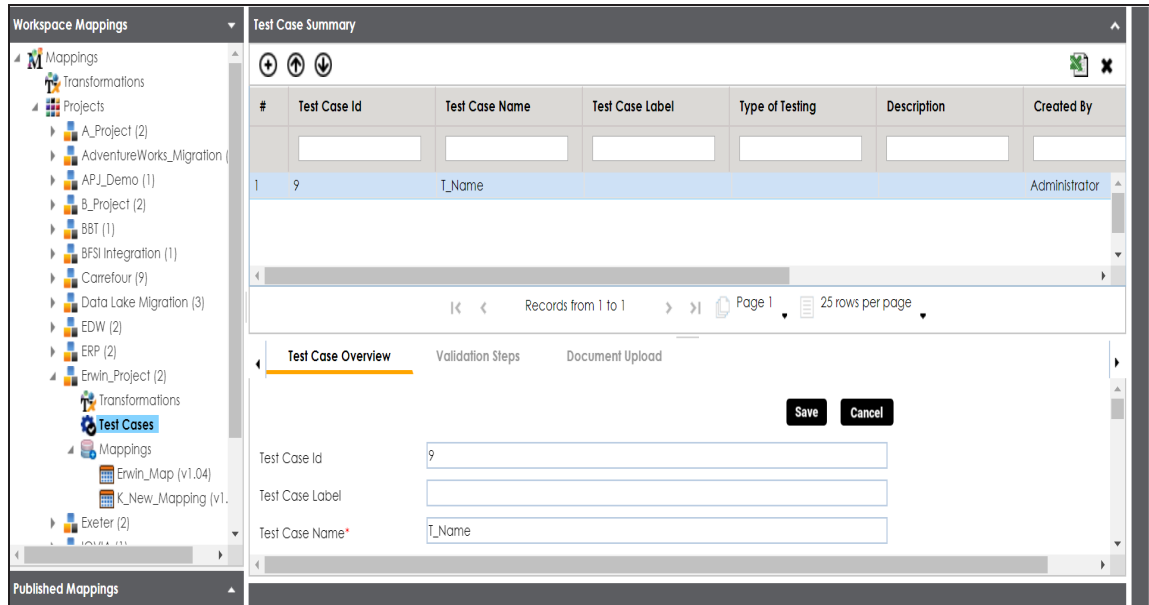 Workspace Mappings
Mappings
Transformations
Projects
A_Project (2)
AdventureWorks_Migration (
APJ_Demo (1)
B_Project (2)
BBT (1)
BFSI Integration (1)
Carrefour (9)
Data Lake Migration (3)
EDW (2)
ERP (2)
Erwin_Project (2)
Transformations
Test Cases
Mappings
Erwin_Map (v1.04)
K_New_Mapping (v1.
Exeter (2)
Published Mappings
Test Case Summary
# Test Case Id Test Case Name Test Case Label Type of Testing Description Created By
1 9 T_Name Administrator
Records from 1 to 1 Page 1 25 rows per page
Test Case Overview Validation Steps Document Upload
Save Cancel
Test Case Id 9
Test Case Label
Test Case Name* T_Name